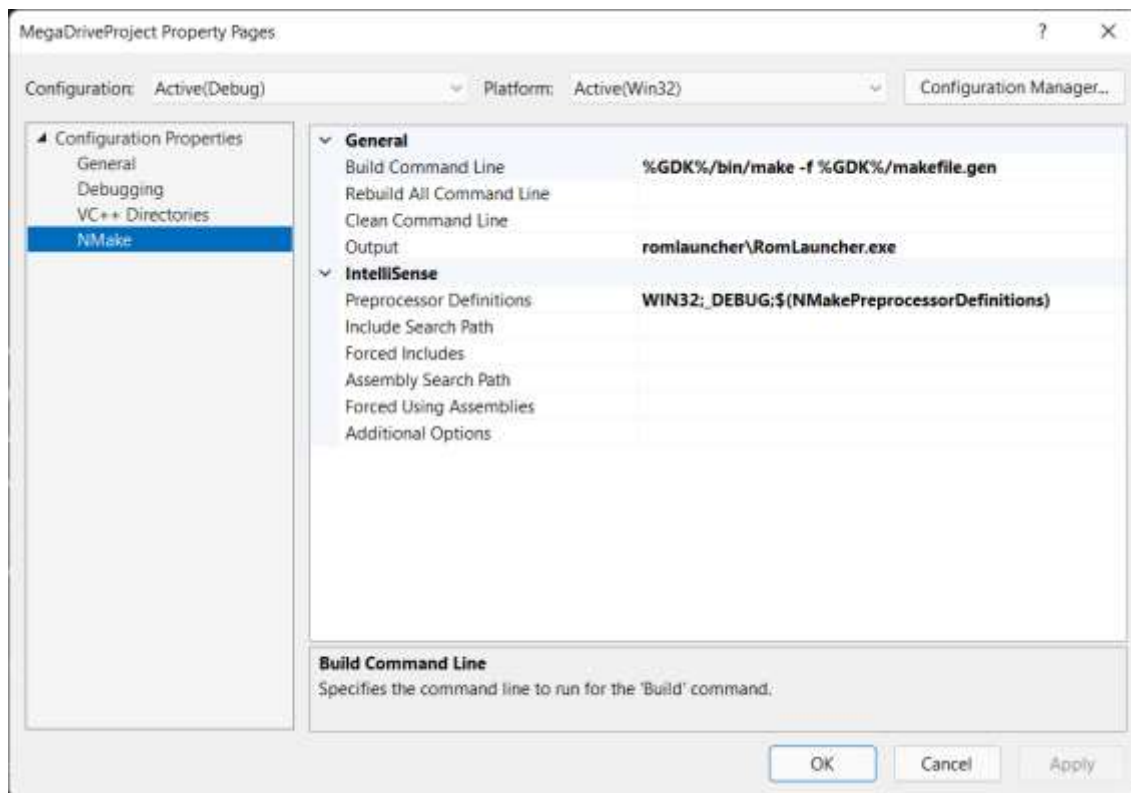 MegaDriveProject Property Pages ? ×
Configuration: Active(Debug) Platform: Active(Win32) Configuration Manager...
Configuration Properties
General
Debugging
VC++ Directories
NMake
General
Build Command Line %GDK%/bin/make -f %GDK%/makefile.gen
Rebuild All Command Line
Clean Command Line
Output romlauncher\RomLauncher.exe
IntelliSense
Preprocessor Definitions WIN32;_DEBUG;$(NMakePreprocessorDefinitions)
Include Search Path
Forced Includes
Assembly Search Path
Forced Using Assemblies
Additional Options
Build Command Line
Specifies the command line to run for the 'Build' command.
OK Cancel Apply